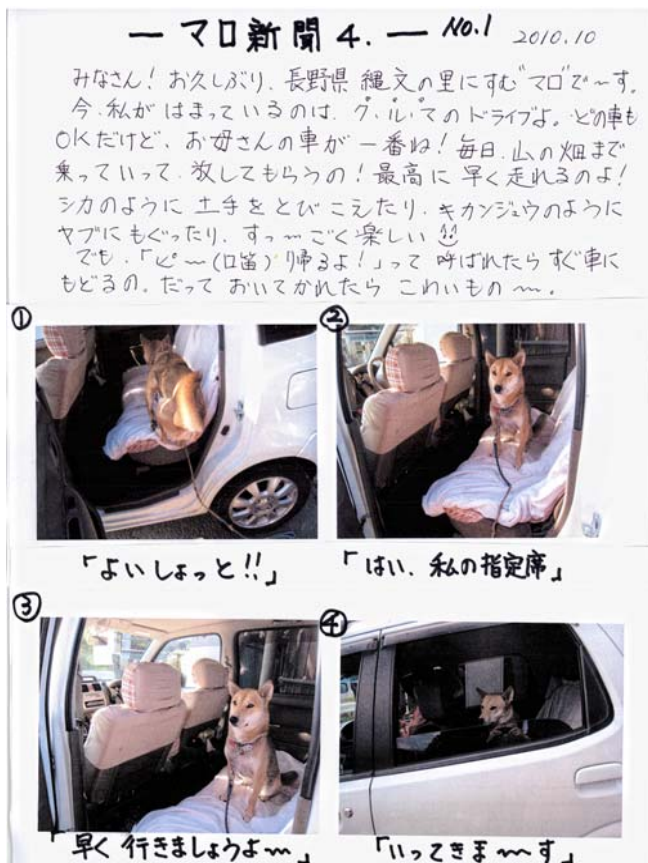 ー マロ新聞 4. ー No.1 2010.10
みなさん！お久しぶり、長野県 縄文の里にすむ"マロ"で〜す。
今、私が はまっているのは、ク・ル・マのドライブよ。どの車も
OKだけど、お母さんの車が 一番ね！毎日、山の畑まで
乗っていって、放してもらうの！最高に 早く走れるのよ！
シカのように 土手を とびこえたり、キカンジュウのように
ヤブにもぐったり、すっ〜ごく楽しい
でも、「ピ〜(口笛) 帰るよ！」って 呼ばれたら すぐ車に
もどるの。だって おいてかれたら こわいもの〜。
① ②
「よいしょっと!!」 「はい、私の指定席」
③ ④
「早く 行きましょうよ〜」 「いってきま〜す」